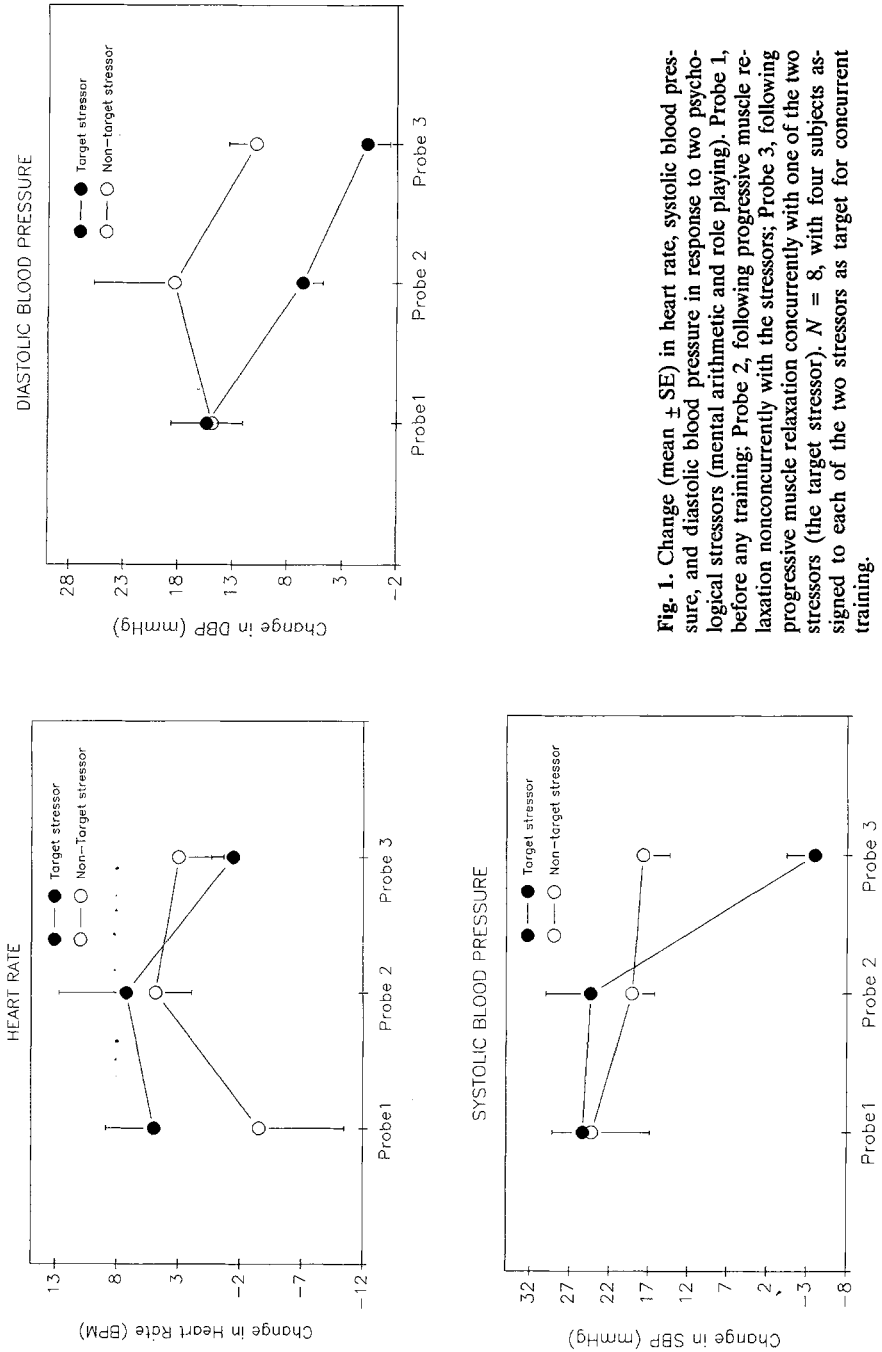 HEART RATE
Target stressor
Non-Target stressor
Change in Heart Rate (BPM)
13
8
3
-2
-7
-12
Probe1
Probe 2
Probe 3
SYSTOLIC BLOOD PRESSURE
Target stressor
Non-target stressor
Change in SBP (mmHg)
32
27
22
17
12
7
2
-3
-8
Probe1
Probe 2
Probe 3
DIASTOLIC BLOOD PRESSURE
Target stressor
Non-target stressor
Change in DBP (mmHg)
28
23
18
13
8
3
-2
Probe1
Probe 2
Probe 3
Fig. 1. Change (mean ± SE) in heart rate, systolic blood pres-
sure, and diastolic blood pressure in response to two psycho-
logical stressors (mental arithmetic and role playing). Probe 1,
before any training; Probe 2, following progressive muscle re-
laxation nonconcurrently with the stressors; Probe 3, following
progressive muscle relaxation concurrently with one of the two
stressors (the target stressor). N = 8, with four subjects as-
signed to each of the two stressors as target for concurrent
training.